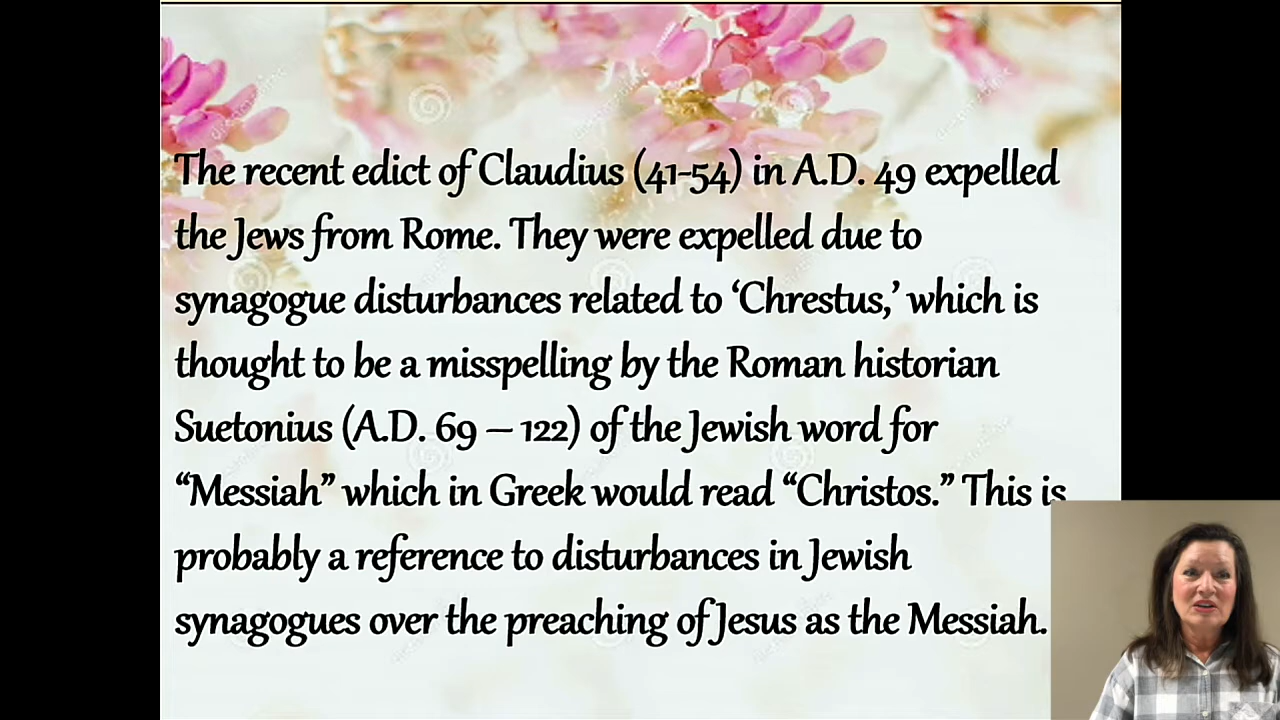 The recent edict of Claudius (41-54) in A.D. 49 expelled
the Jews from Rome. They were expelled due to
synagogue disturbances related to ‘Chrestus,’ which is
thought to be a misspelling by the Roman historian
Suetonius (A.D. 69 – 122) of the Jewish word for
“Messiah” which in Greek would read “Christos.” This is
probably a reference to disturbances in Jewish
synagogues over the preaching of Jesus as the Messiah.